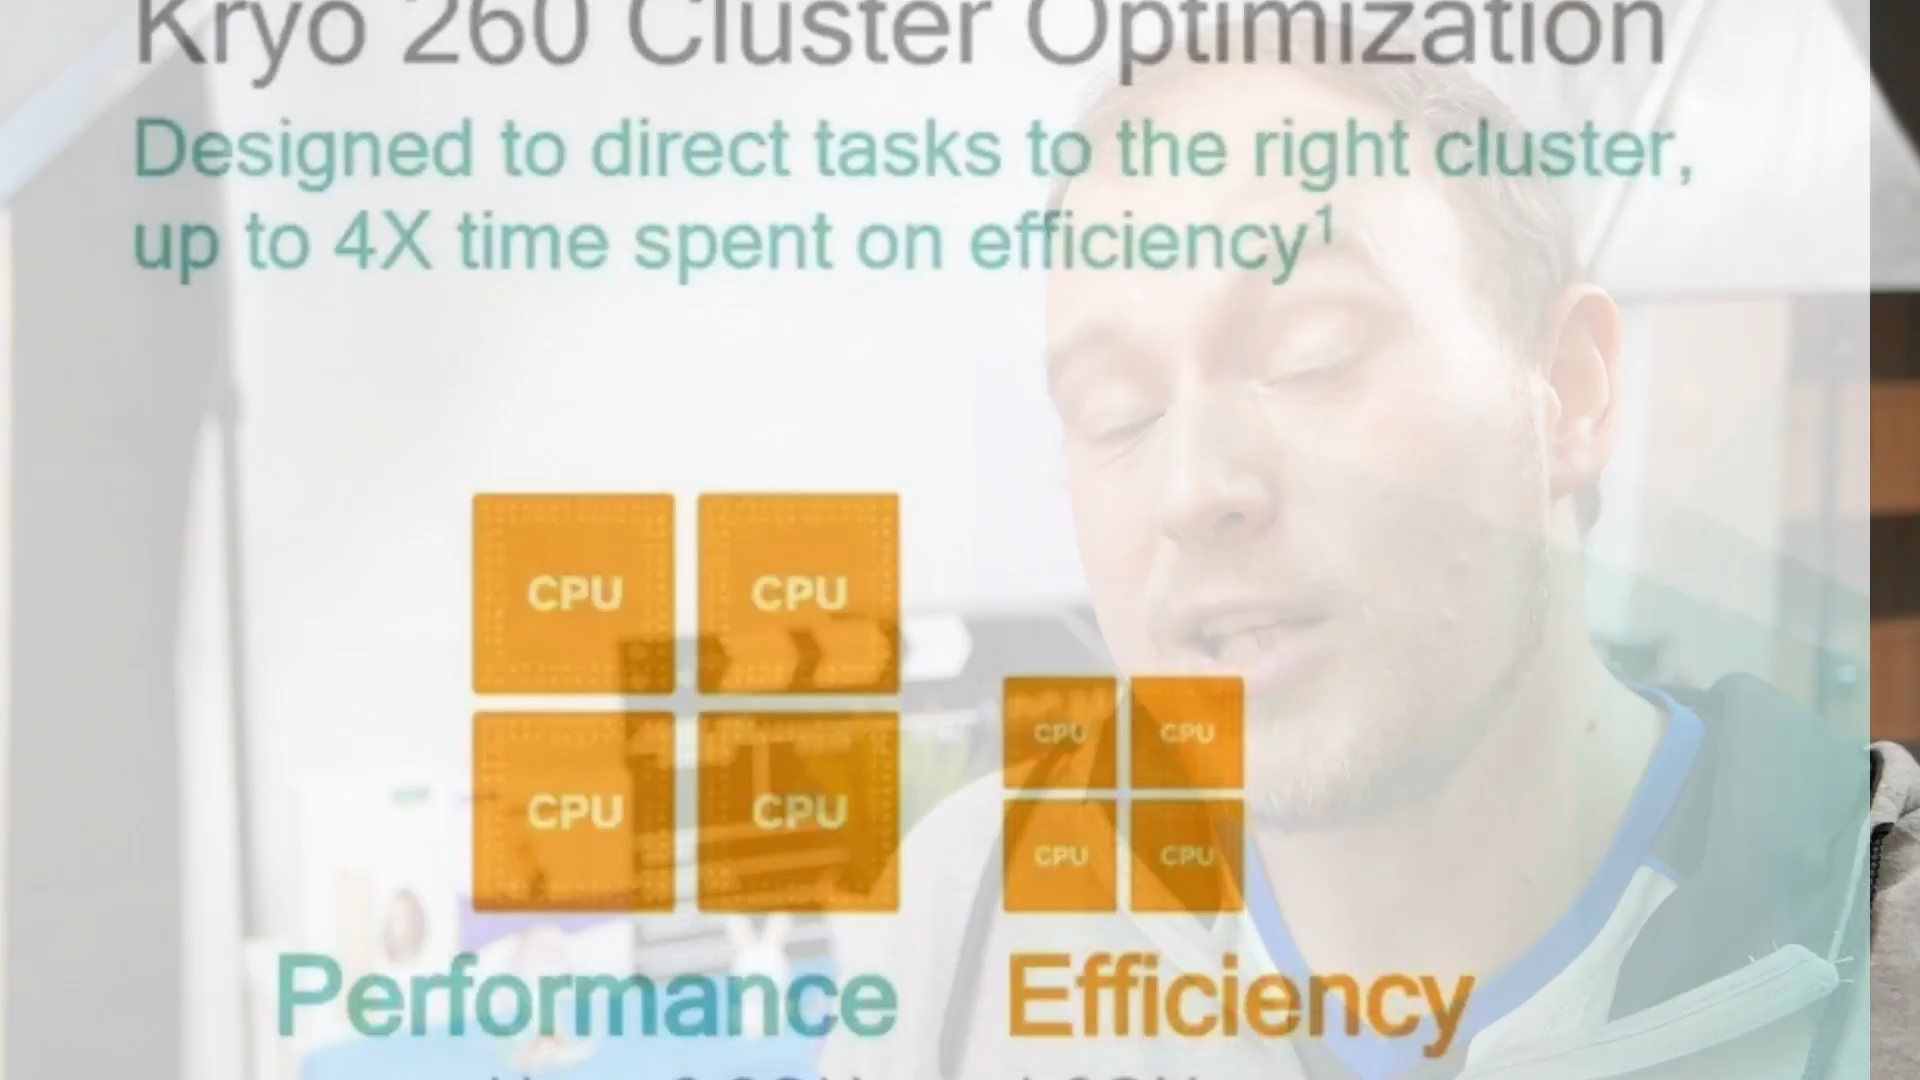 Kryo 260 Cluster Optimization
Designed to direct tasks to the right cluster,
up to 4X time spent on efficiency¹
CPU CPU
CPU CPU
CPU CPU
CPU CPU
Performance Efficiency